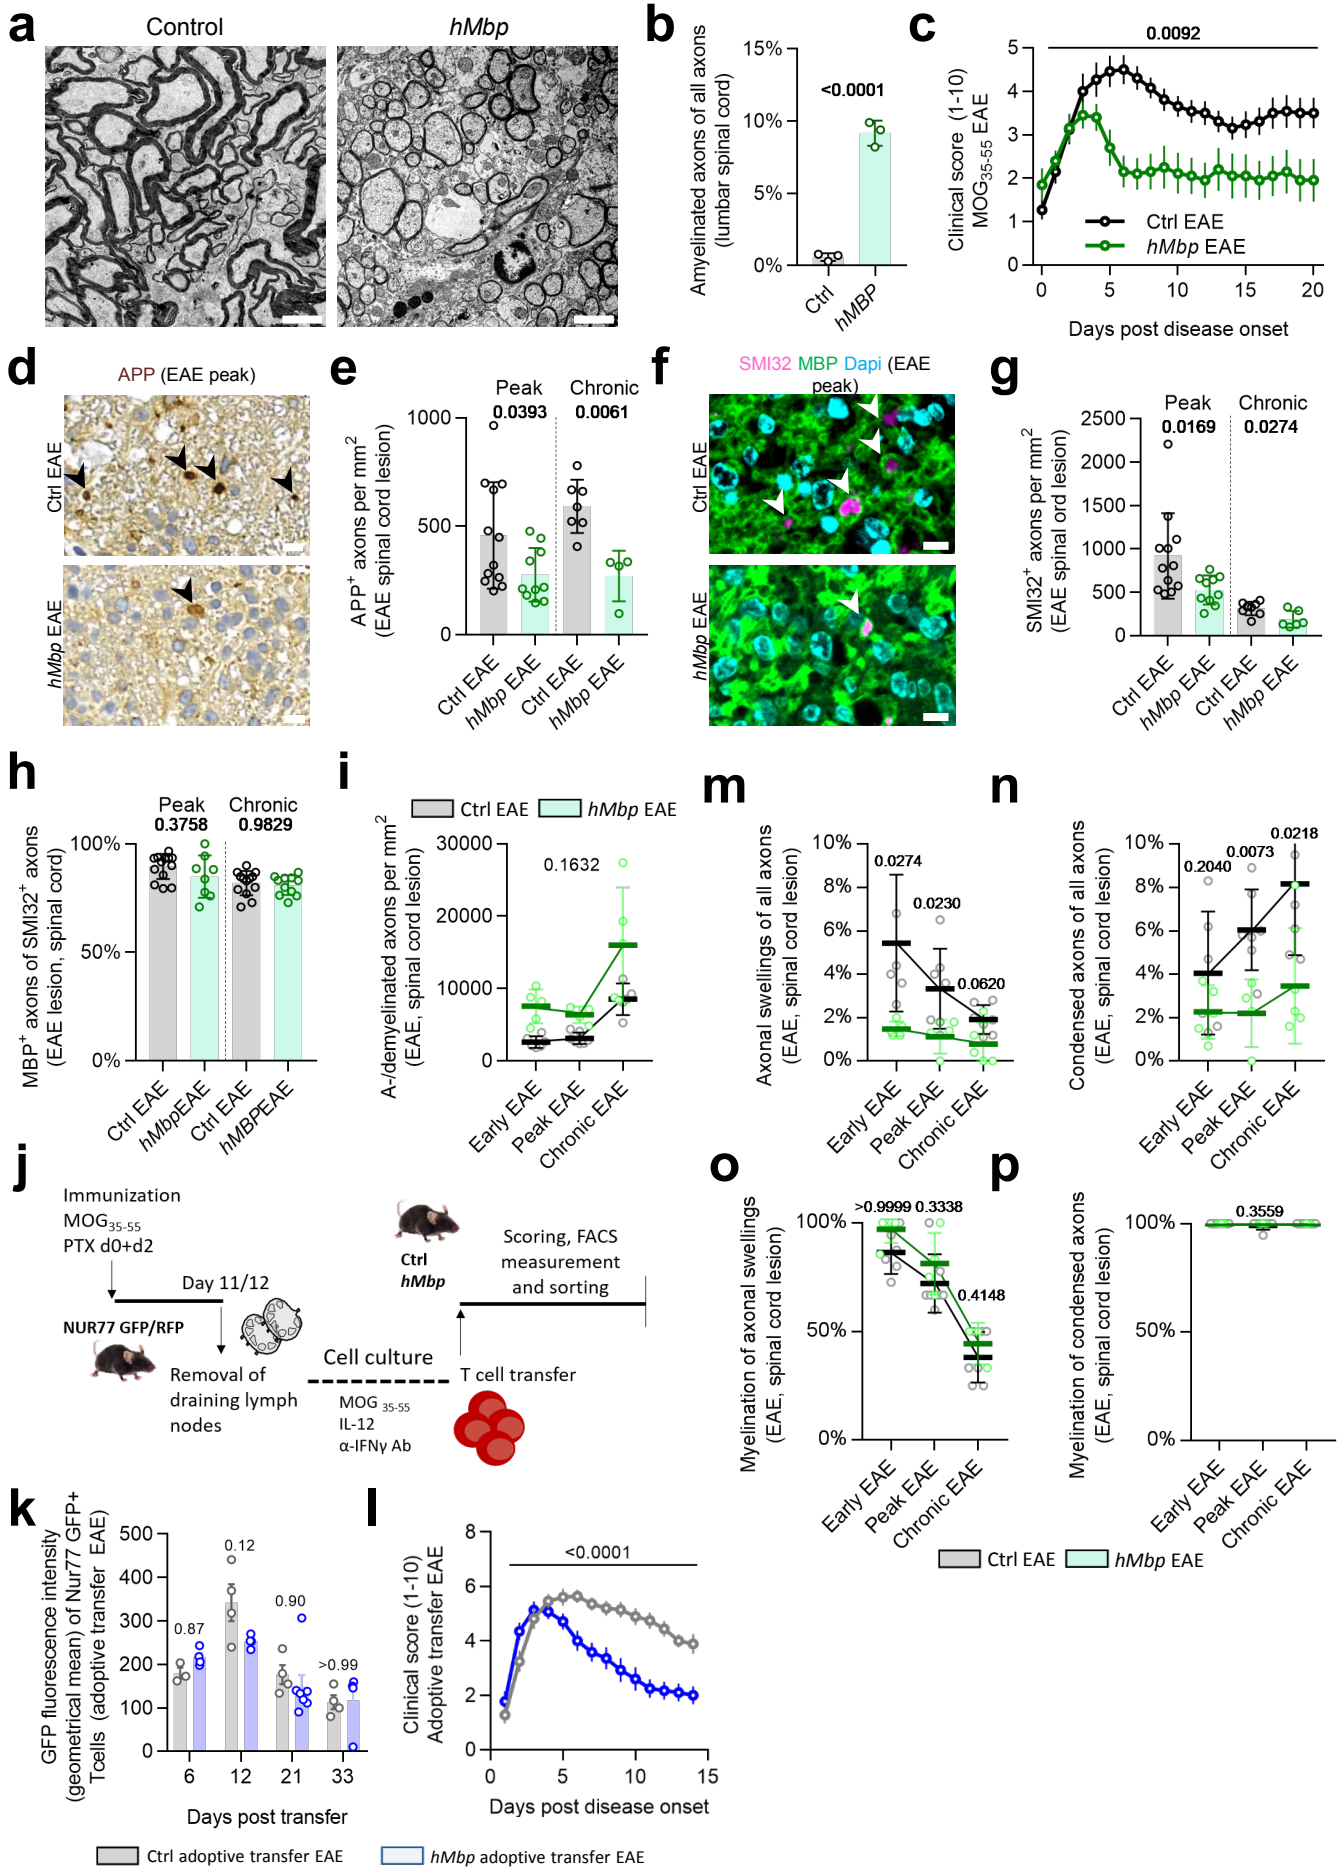 a
Control
hMbp
b
Amyelinated axons of all axons
(lumbar spinal cord)
15%
10%
5%
0%
<0.0001
Ctrl
hMBP
c
Clinical score (1-10)
MOG35-55 EAE
0.0092
5
4
3
2
1
0
Ctrl EAE
hMbp EAE
0 5 10 15 20
Days post disease onset
d
APP (EAE peak)
Ctrl EAE
hMbp EAE
e
APP+ axons per mm2
(EAE spinal cord lesion)
Peak
0.0393
Chronic
0.0061
1000
500
0
Ctrl EAE
hMbp EAE
Ctrl EAE
hMbp EAE
f
SMI32 MBP Dapi (EAE
peak)
Ctrl EAE
hMbp EAE
g
SMI32+ axons per mm2
(EAE spinal ord lesion)
Peak
0.0169
Chronic
0.0274
2500
2000
1500
1000
500
0
Ctrl EAE
hMbp EAE
Ctrl EAE
hMbp EAE
h
MBP+ axons of SMI32+ axons
(EAE lesion, spinal cord)
Peak
0.3758
Chronic
0.9829
100%
50%
0%
Ctrl EAE
hMbpEAE
Ctrl EAE
hMBPEAE
i
Ctrl EAE
hMbp EAE
A-/demyelinated axons per mm2
(EAE, spinal cord lesion)
30000
20000
10000
0
0.1632
Early EAE
Peak EAE
Chronic EAE
m
Axonal swellings of all axons
(EAE, spinal cord lesion)
10%
8%
6%
4%
2%
0%
0.0274
0.0230
0.0620
Early EAE
Peak EAE
Chronic EAE
n
Condensed axons of all axons
(EAE, spinal cord lesion)
10%
8%
6%
4%
2%
0%
0.2040
0.0073
0.0218
Early EAE
Peak EAE
Chronic EAE
j
Immunization
MOG35-55
PTX d0+d2
Day 11/12
NUR77 GFP/RFP
Removal of
draining lymph
nodes
Cell culture
MOG 35-55
IL-12
α-IFNγ Ab
Ctrl
hMbp
T cell transfer
Scoring, FACS
measurement
and sorting
o
Myelination of axonal swellings
(EAE, spinal cord lesion)
100%
50%
0%
>0.9999
0.3338
0.4148
Early EAE
Peak EAE
Chronic EAE
p
Myelination of condensed axons
(EAE, spinal cord lesion)
100%
50%
0%
0.3559
Early EAE
Peak EAE
Chronic EAE
Ctrl EAE
hMbp EAE
k
GFP fluorescence intensity
(geometrical mean) of Nur77 GFP+
Tcells (adoptive transfer EAE)
500
400
300
200
100
0
0.87
0.12
0.90
>0.99
6 12 21 33
Days post transfer
l
Clinical score (1-10)
Adoptive transfer EAE
8
6
4
2
0
<0.0001
0 5 10 15
Days post disease onset
Ctrl adoptive transfer EAE
hMbp adoptive transfer EAE